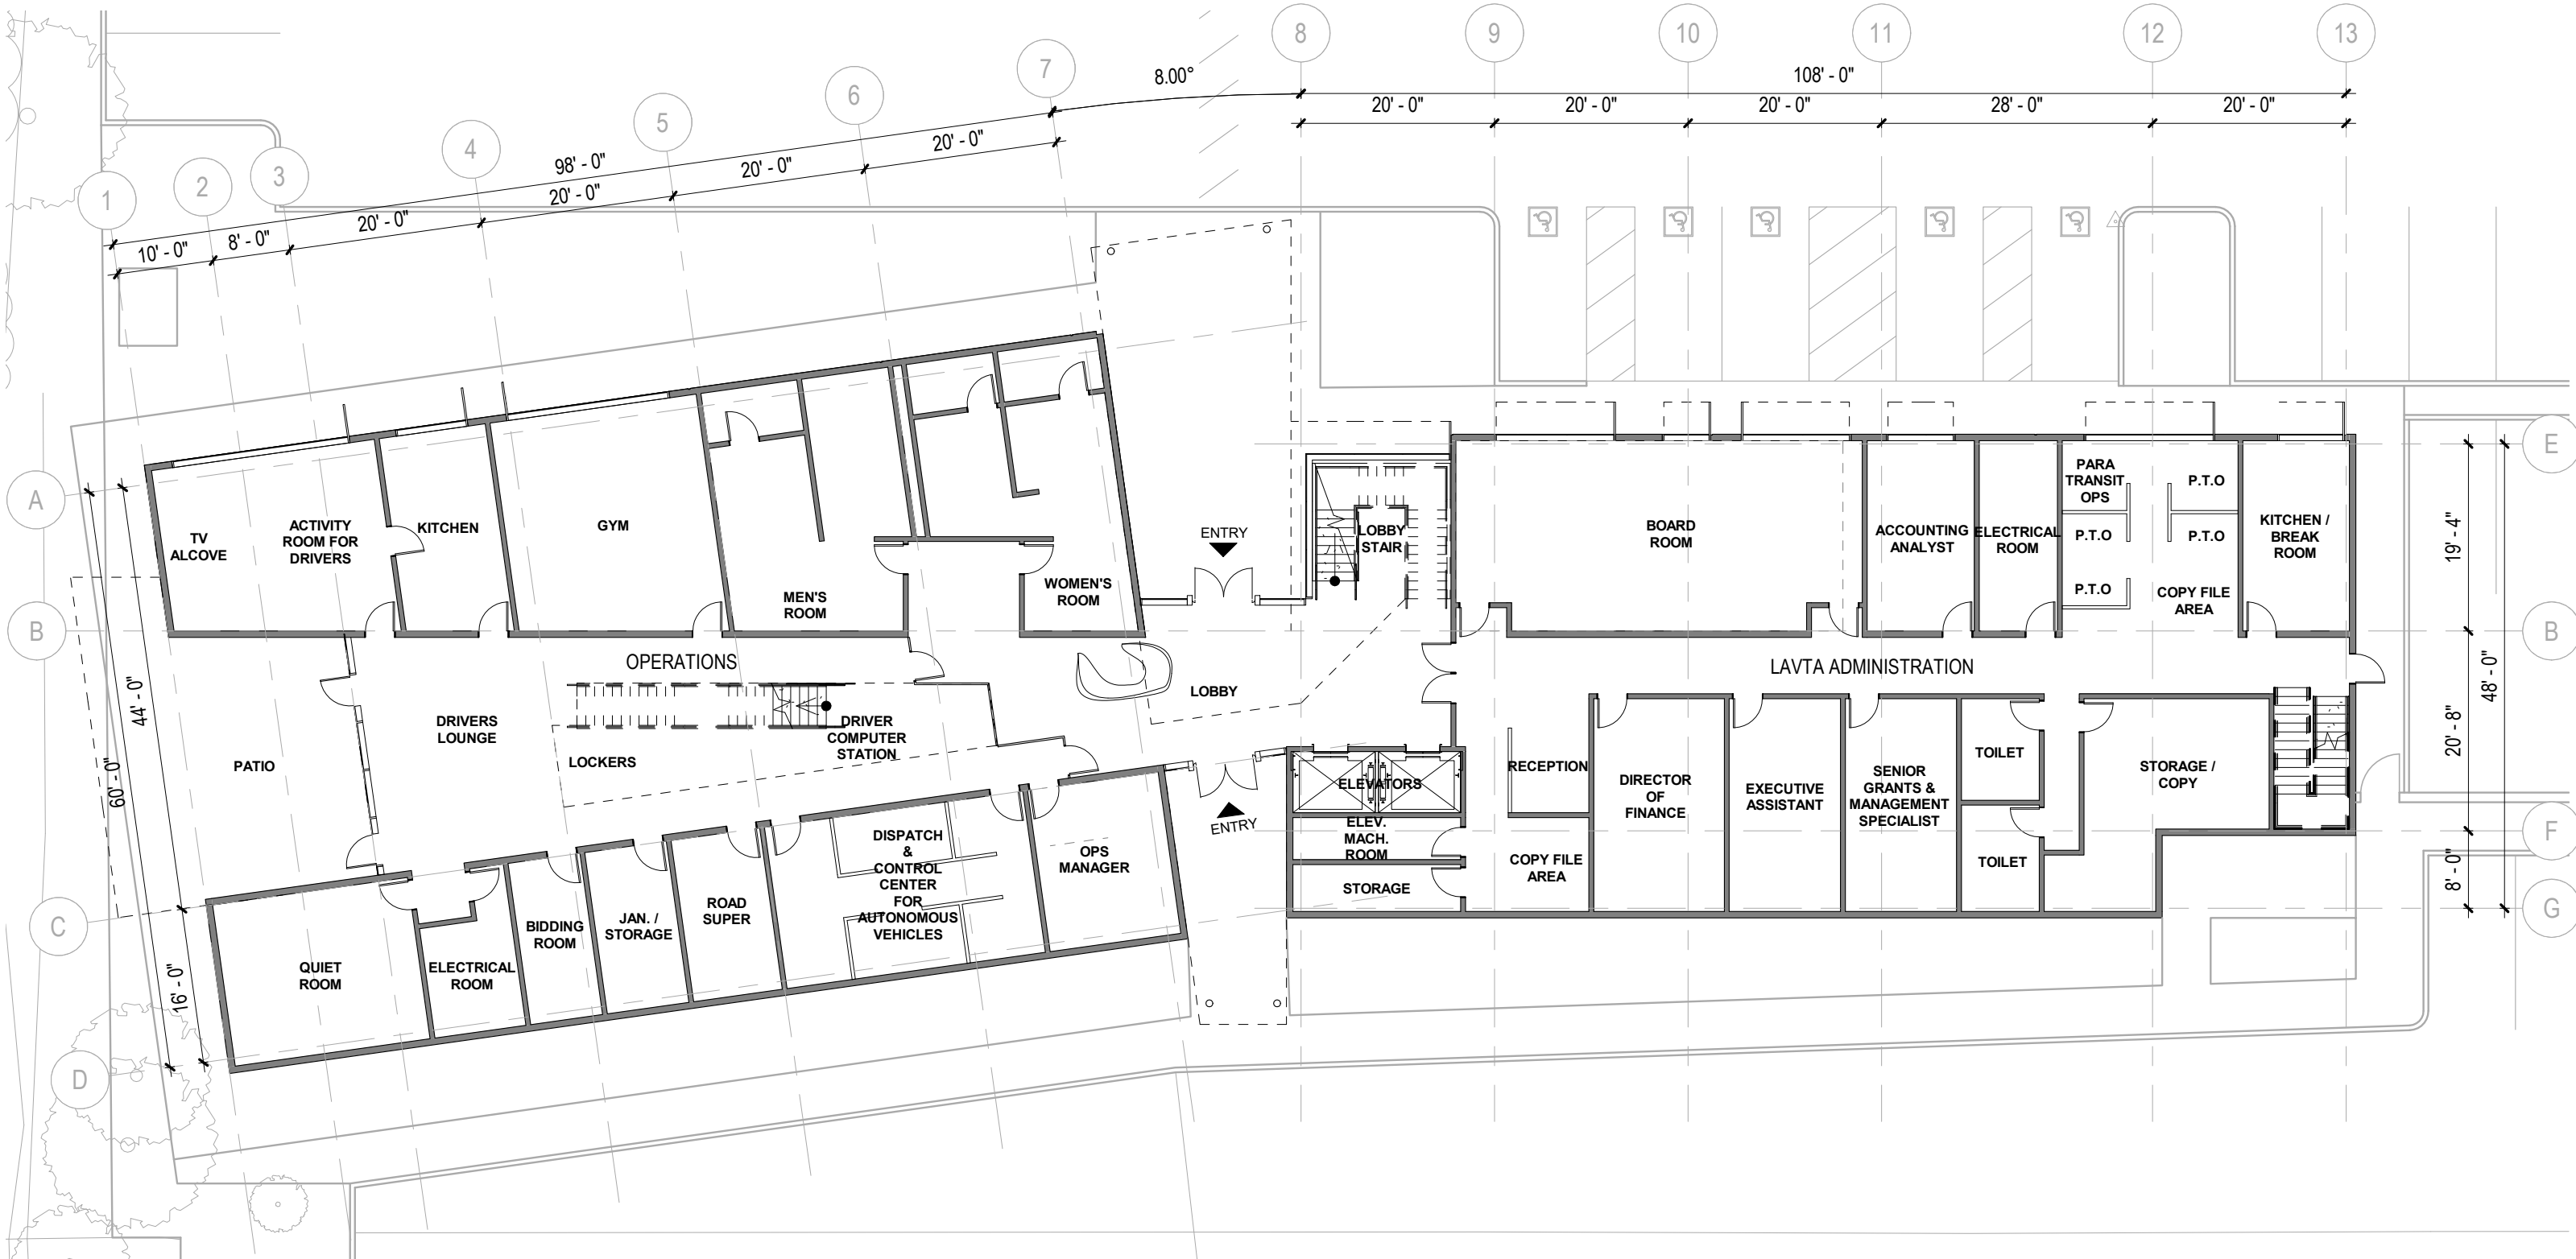 8
9
10
11
12
13
7
6
5
4
3
2
1
8.00°
108' - 0"
20' - 0"
20' - 0"
20' - 0"
28' - 0"
20' - 0"
98' - 0"
10' - 0"
8' - 0"
20' - 0"
20' - 0"
20' - 0"
20' - 0"
A
B
C
D
44' - 0"
60' - 0"
16' - 0"
E
B
F
G
19' - 4"
20' - 8"
8' - 0"
48' - 0"
TV
ALCOVE
ACTIVITY
ROOM FOR
DRIVERS
KITCHEN
GYM
MEN'S
ROOM
WOMEN'S
ROOM
ENTRY
LOBBY
STAIR
BOARD
ROOM
ACCOUNTING
ANALYST
ELECTRICAL
ROOM
PARA
TRANSIT
OPS
P.T.O
P.T.O
P.T.O
P.T.O
COPY FILE
AREA
KITCHEN /
BREAK
ROOM
OPERATIONS
LAVTA ADMINISTRATION
LOBBY
PATIO
DRIVERS
LOUNGE
LOCKERS
DRIVER
COMPUTER
STATION
ENTRY
ELEVATORS
ELEV.
MACH.
ROOM
STORAGE
RECEPTION
COPY FILE
AREA
DIRECTOR
OF
FINANCE
EXECUTIVE
ASSISTANT
SENIOR
GRANTS &
MANAGEMENT
SPECIALIST
TOILET
TOILET
STORAGE /
COPY
QUIET
ROOM
ELECTRICAL
ROOM
BIDDING
ROOM
JAN. /
STORAGE
ROAD
SUPER
DISPATCH
&
CONTROL
CENTER
FOR
AUTONOMOUS
VEHICLES
OPS
MANAGER